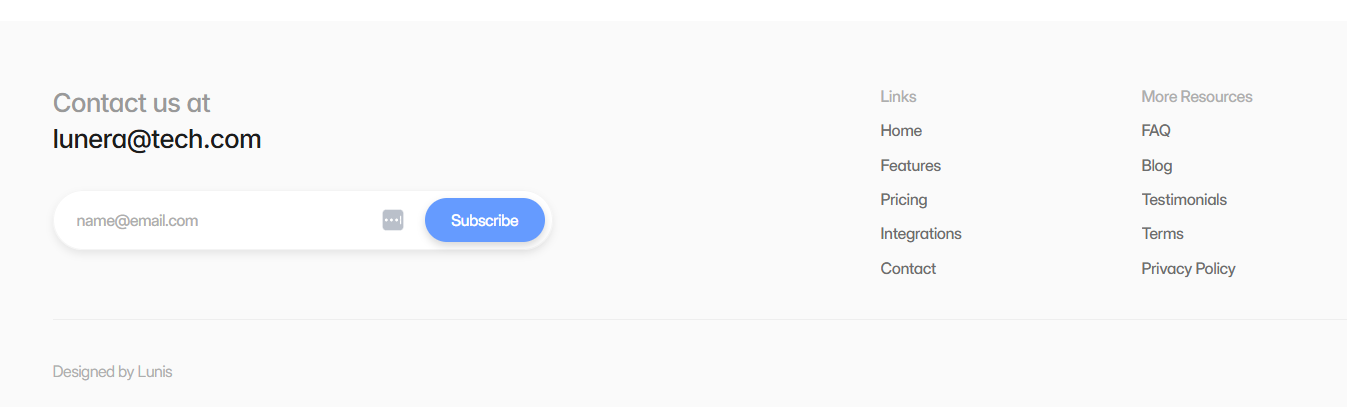 Contact us at
lunera@tech.com
name@email.com
Subscribe
Links
Home
Features
Pricing
Integrations
Contact
More Resources
FAQ
Blog
Testimonials
Terms
Privacy Policy
Designed by Lunis